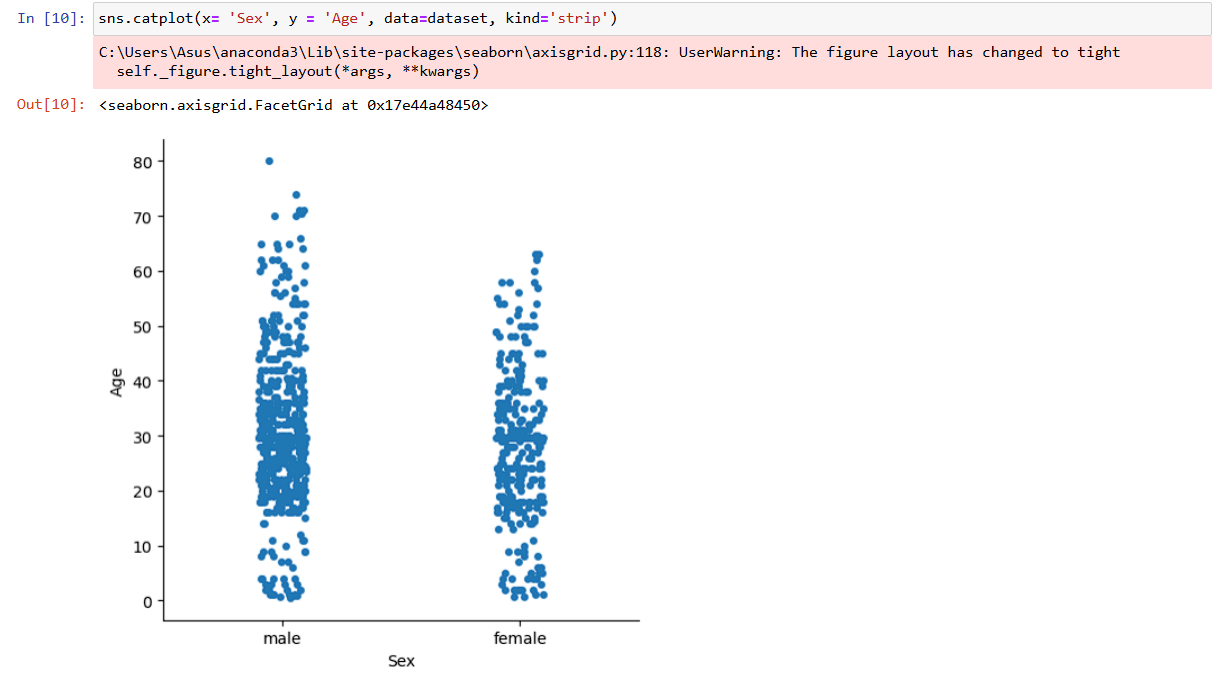 In [10]: sns.catplot(x= 'Sex', y = 'Age', data=dataset, kind='strip')
C:\Users\Asus\anaconda3\Lib\site-packages\seaborn\axisgrid.py:118: UserWarning: The figure layout has changed to tight
  self._figure.tight_layout(*args, **kwargs)
Out[10]: <seaborn.axisgrid.FacetGrid at 0x17e44a48450>
80
70
60
50
40
30
20
10
0
Age
male female
Sex